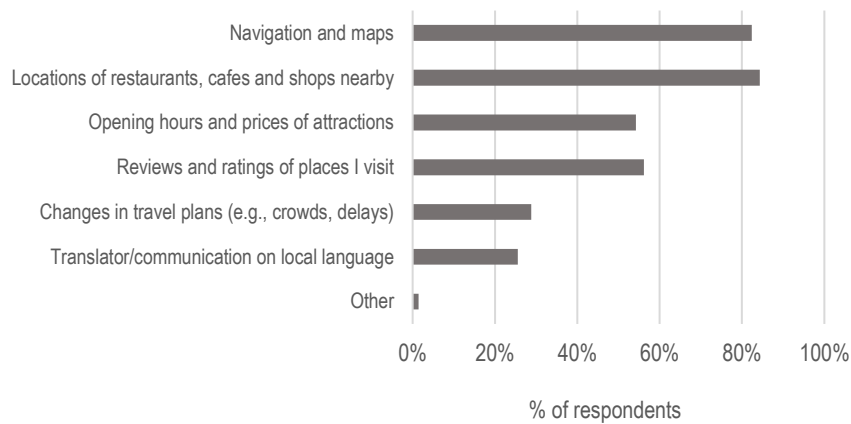 Navigation and maps
Locations of restaurants, cafes and shops nearby
Opening hours and prices of attractions
Reviews and ratings of places I visit
Changes in travel plans (e.g., crowds, delays)
Translator/communication on local language
Other
0% 20% 40% 60% 80% 100%
% of respondents